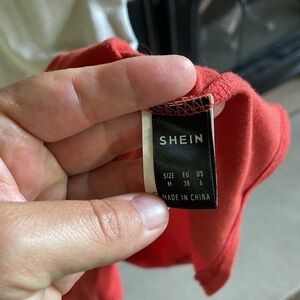 SHEIN
SIZE EU US
M 38 6
MADE IN CHINA